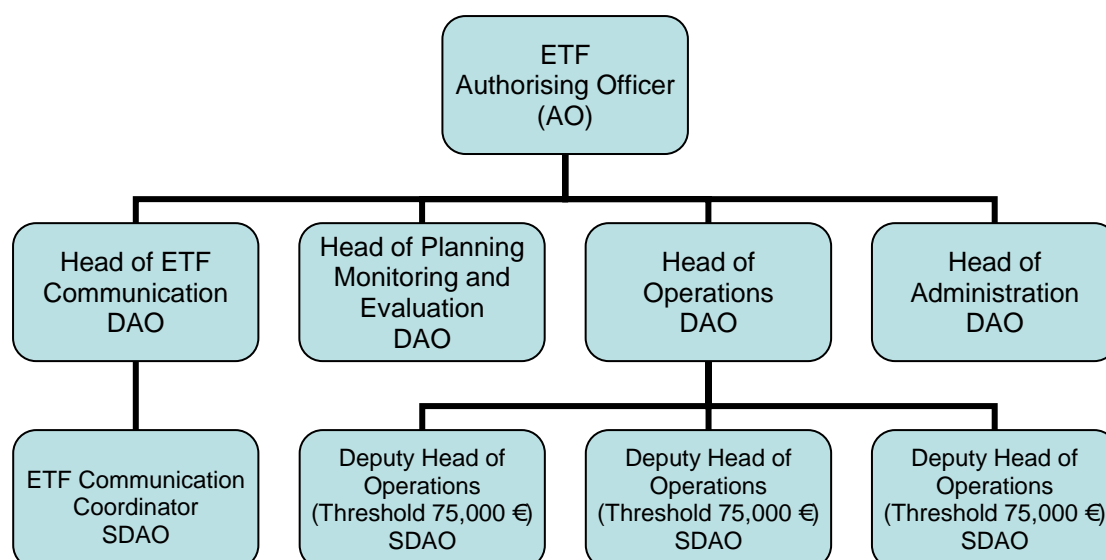 ETF
Authorising Officer
(AO)
Head of ETF
Communication
DAO
Head of Planning
Monitoring and
Evaluation
DAO
Head of
Operations
DAO
Head of
Administration
DAO
ETF Communication
Coordinator
SDAO
Deputy Head of
Operations
(Threshold 75,000 €)
SDAO
Deputy Head of
Operations
(Threshold 75,000 €)
SDAO
Deputy Head of
Operations
(Threshold 75,000 €)
SDAO